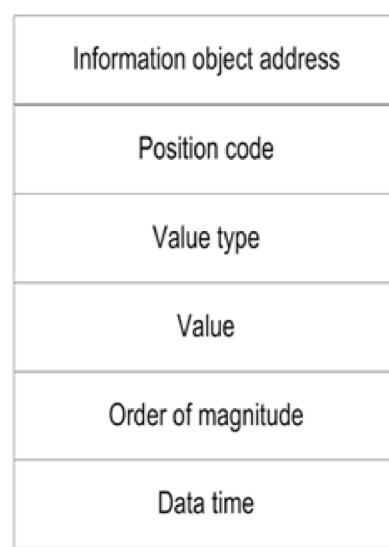 Information object address
Position code
Value type
Value
Order of magnitude
Data time